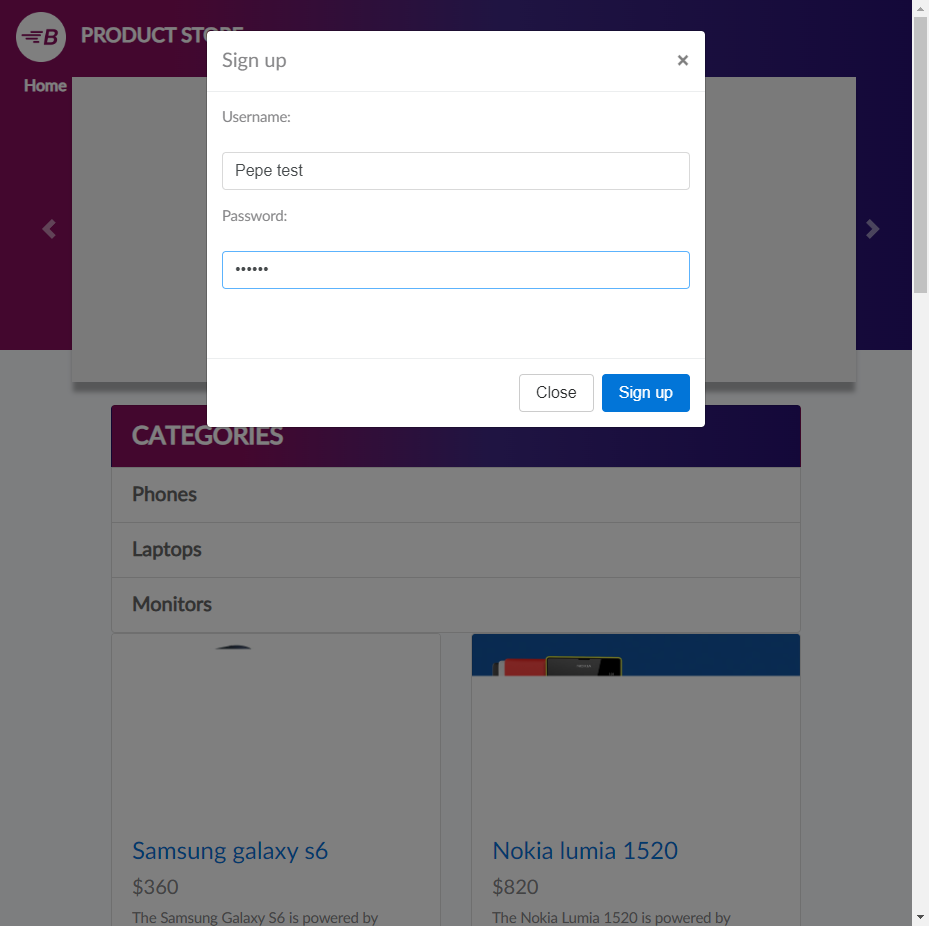 B PRODUCT STORE
Sign up ×
Home
Username:
Pepe test
Password:
••••••
Close Sign up
CATEGORIES
Phones
Laptops
Monitors
Samsung galaxy s6
$360
The Samsung Galaxy S6 is powered by
Nokia lumia 1520
$820
The Nokia Lumia 1520 is powered by